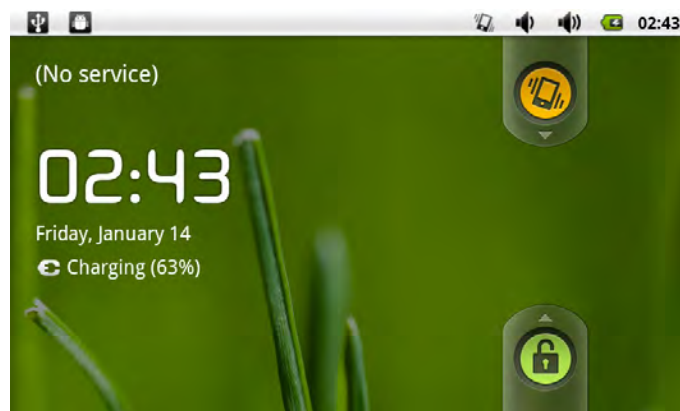 02:43
(No service)
02:43
Friday, January 14
Charging (63%)